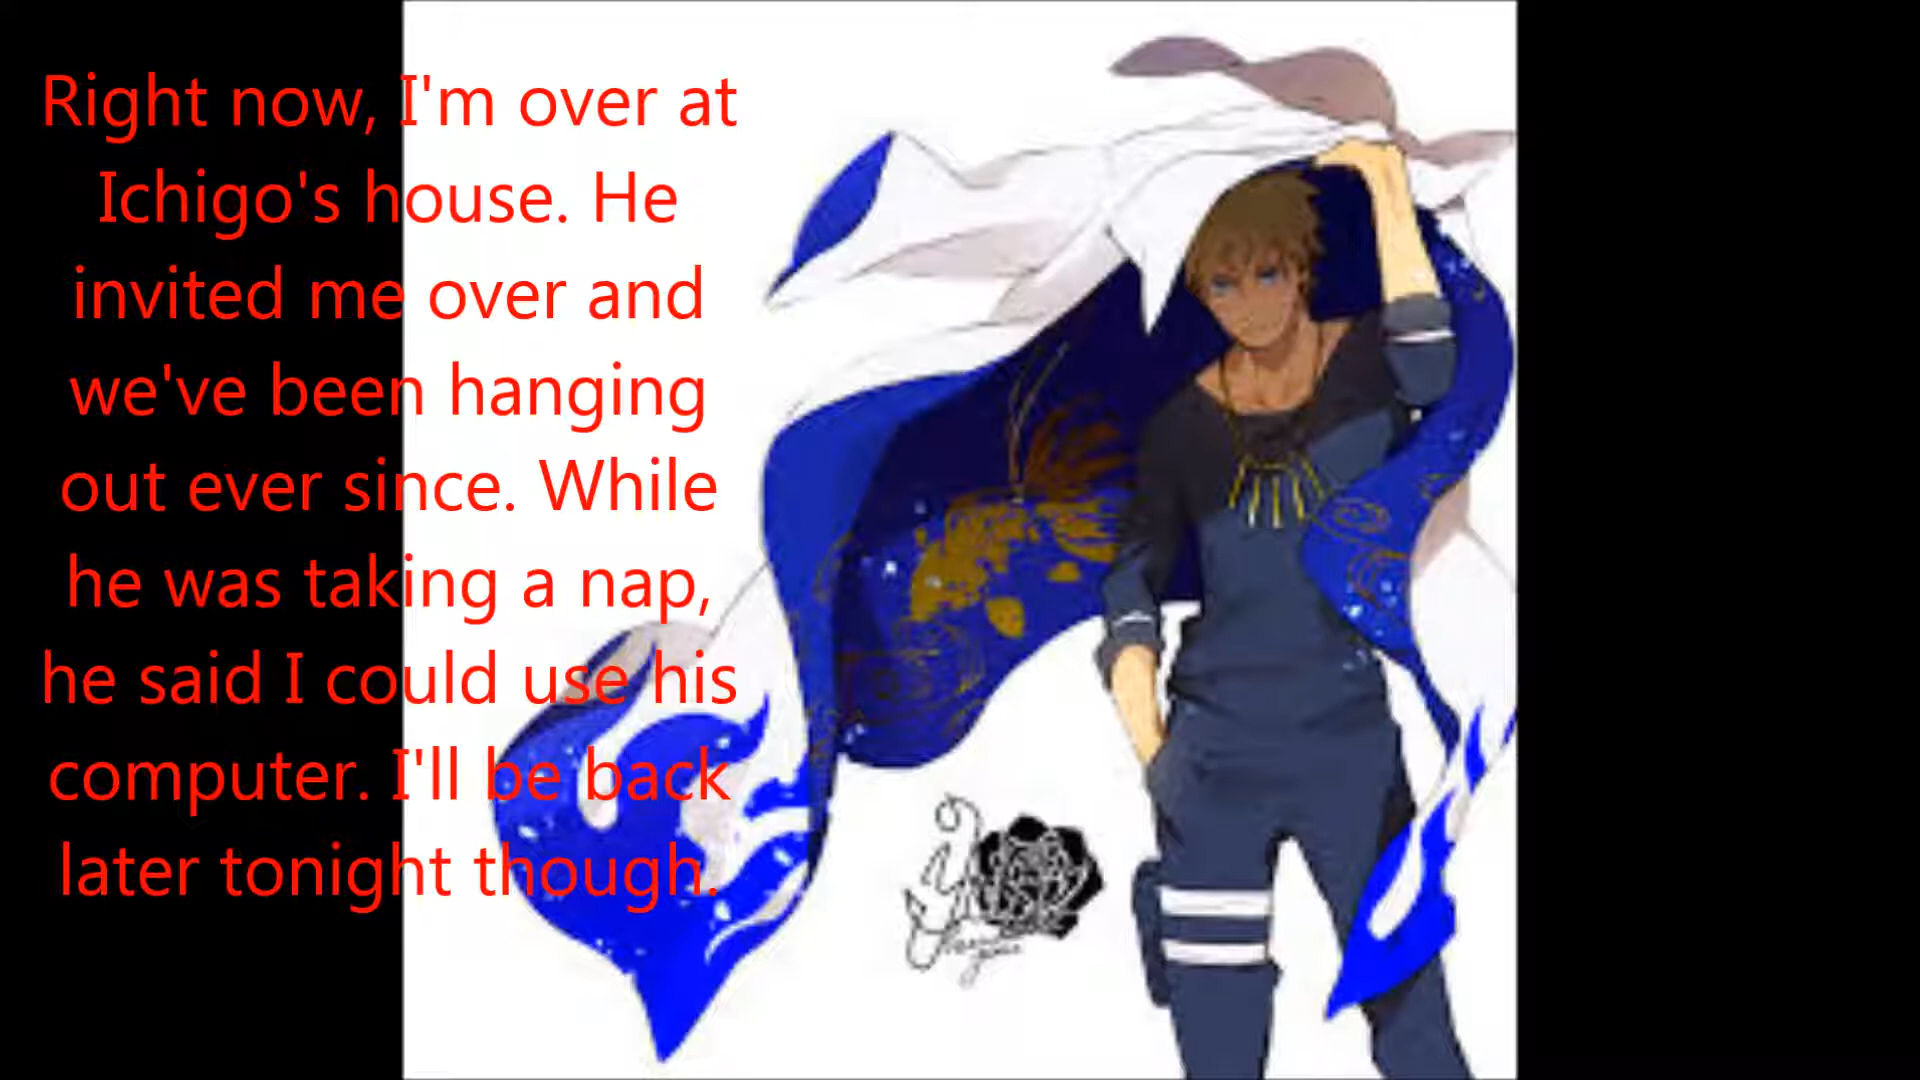 Right now, I'm over at
Ichigo's house. He
invited me over and
we've been hanging
out ever since. While
he was taking a nap,
he said I could use his
computer. I'll be back
later tonight though.